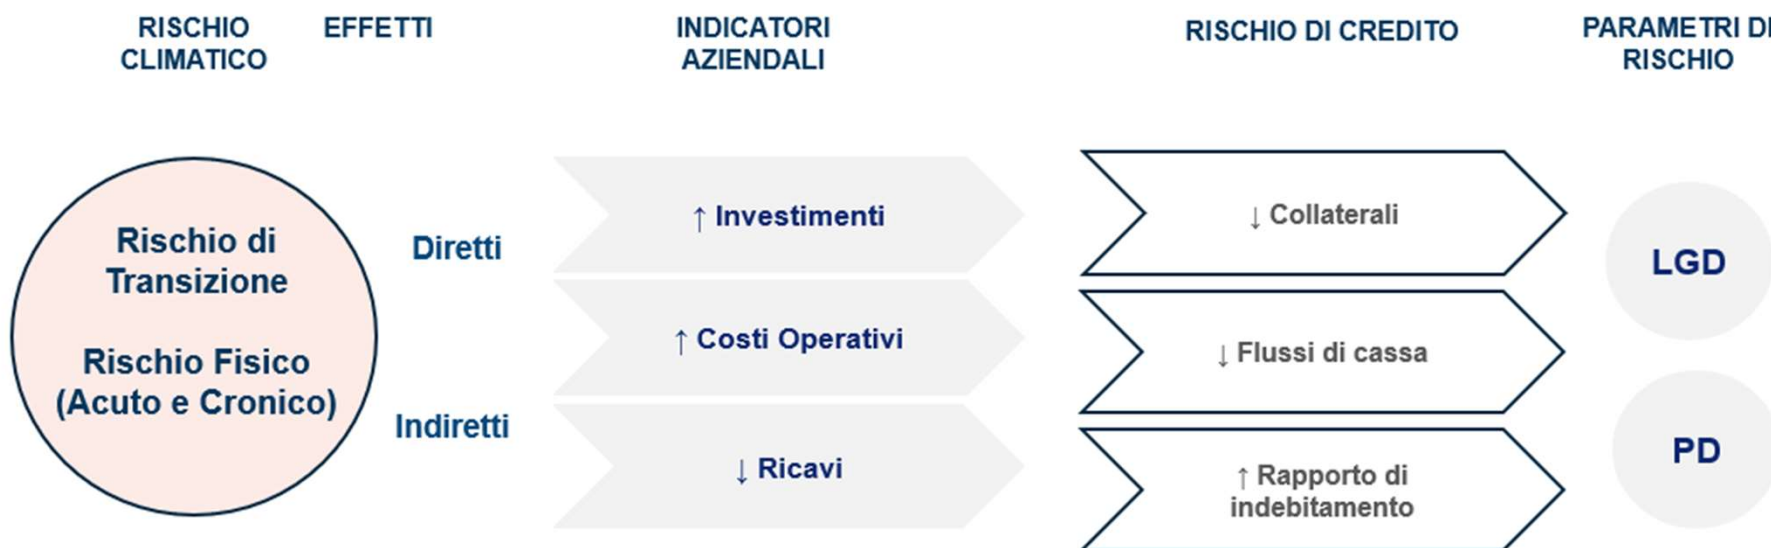 RISCHIO
CLIMATICO
EFFETTI
INDICATORI
AZIENDALI
RISCHIO DI CREDITO
PARAMETRI DI
RISCHIO
Rischio di
Transizione
Rischio Fisico
(Acuto e Cronico)
Diretti
Indiretti
↑ Investimenti
↑ Costi Operativi
↓ Ricavi
↓ Collaterali
↓ Flussi di cassa
↑ Rapporto di
indebitamento
LGD
PD